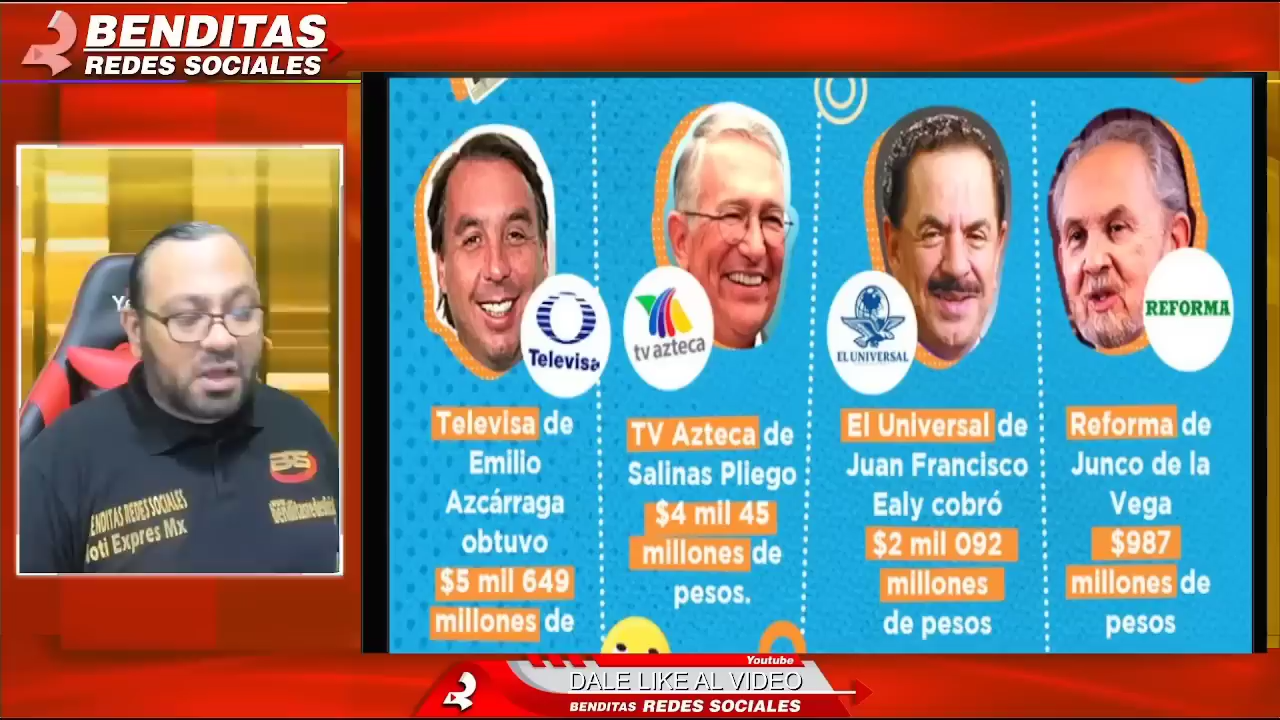 BENDITAS
REDES SOCIALES
BENDITAS REDES SOCIALES
Noti Expres Mx
Televisa
tv azteca
EL UNIVERSAL
REFORMA
Televisa de
Emilio
Azcárraga
obtuvo
$5 mil 649
millones de
TV Azteca de
Salinas Pliego
$4 mil 45
millones de
pesos.
El Universal de
Juan Francisco
Ealy cobró
$2 mil 092
millones
de pesos
Reforma de
Junco de la
Vega
$987
millones de
pesos
Youtube
DALE LIKE AL VIDEO
BENDITAS REDES SOCIALES